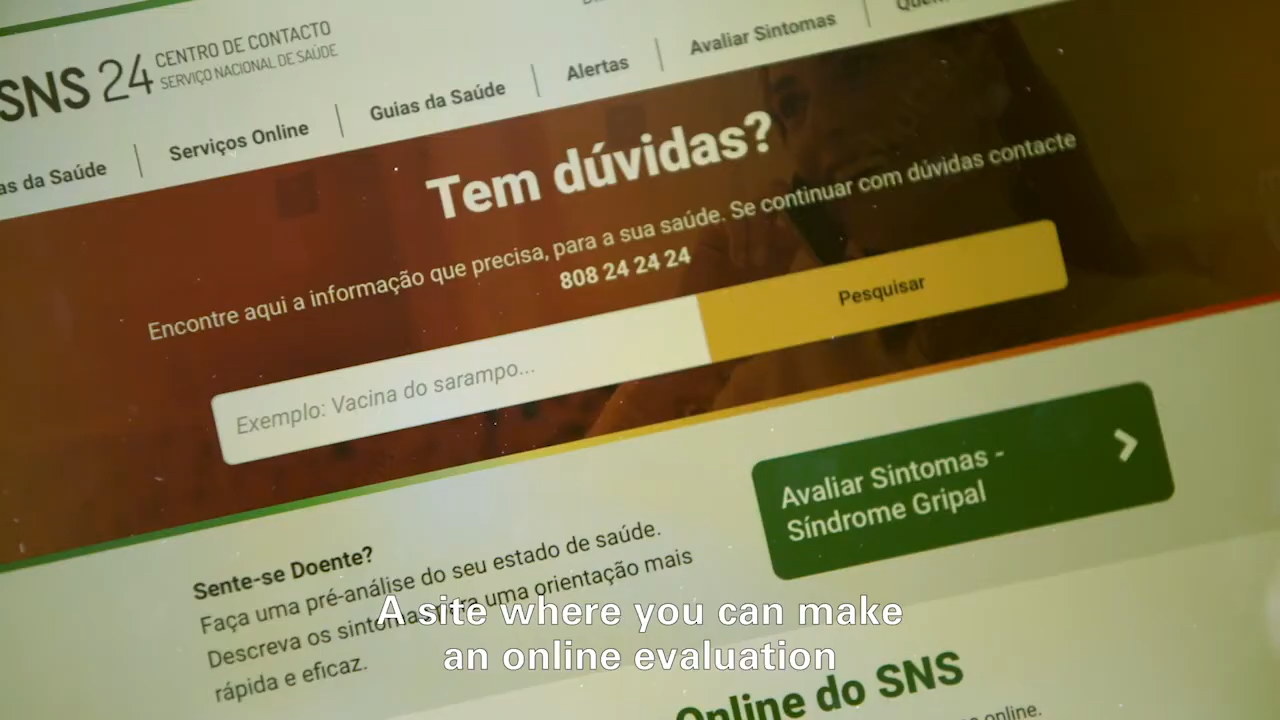 SNS 24 CENTRO DE CONTACTO
SERVIÇO NACIONAL DE SAÚDE
da Saúde | Serviços Online | Guias da Saúde | Alertas | Avaliar Sintomas
Tem dúvidas?
Encontre aqui a informação que precisa, para a sua saúde. Se continuar com dúvidas contacte
808 24 24 24
Exemplo: Vacina do sarampo...
Pesquisar
Avaliar Sintomas -
Síndrome Gripal
Sente-se Doente?
Faça uma pré-análise do seu estado de saúde.
Descreva os sintomas para uma orientação mais
rápida e eficaz.
A site where you can make
an online evaluation
Online do SNS
online.